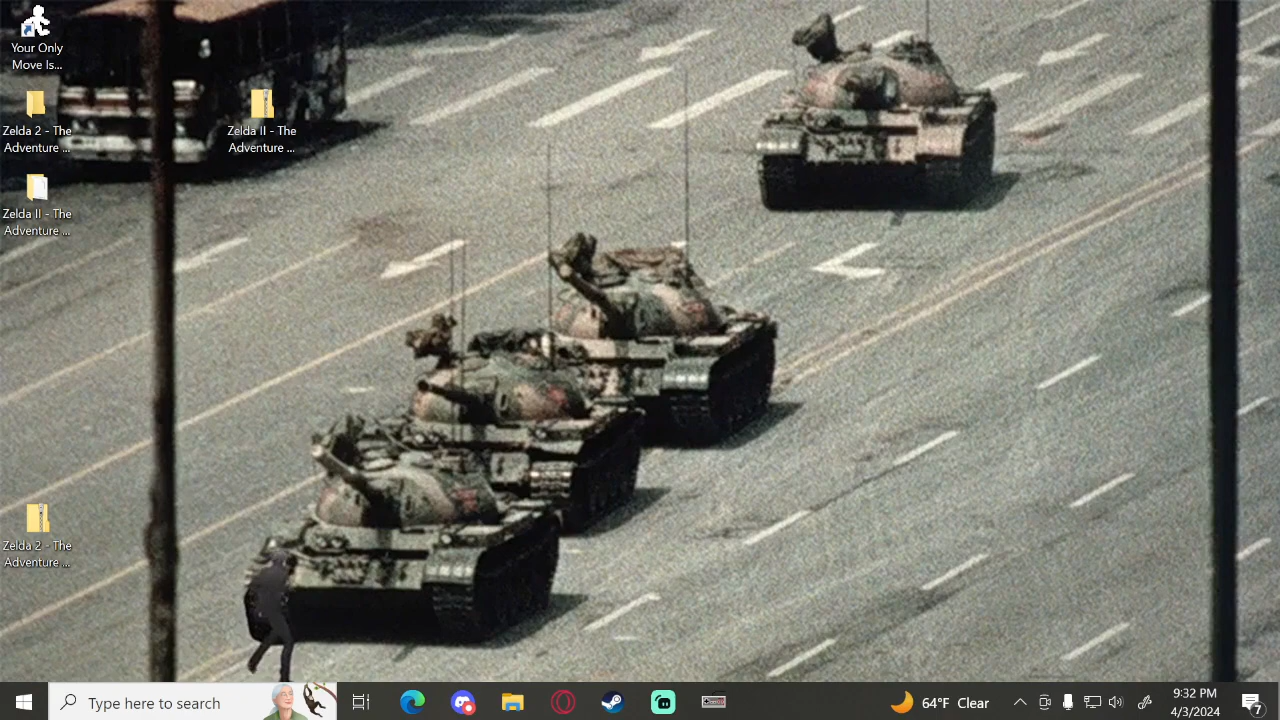 Your Only
Move Is...
Zelda 2 - The
Adventure ...
Zelda II - The
Adventure ...
Zelda II - The
Adventure ...
Zelda 2 - The
Adventure ...
Type here to search
64°F Clear
9:32 PM
4/3/2024
7